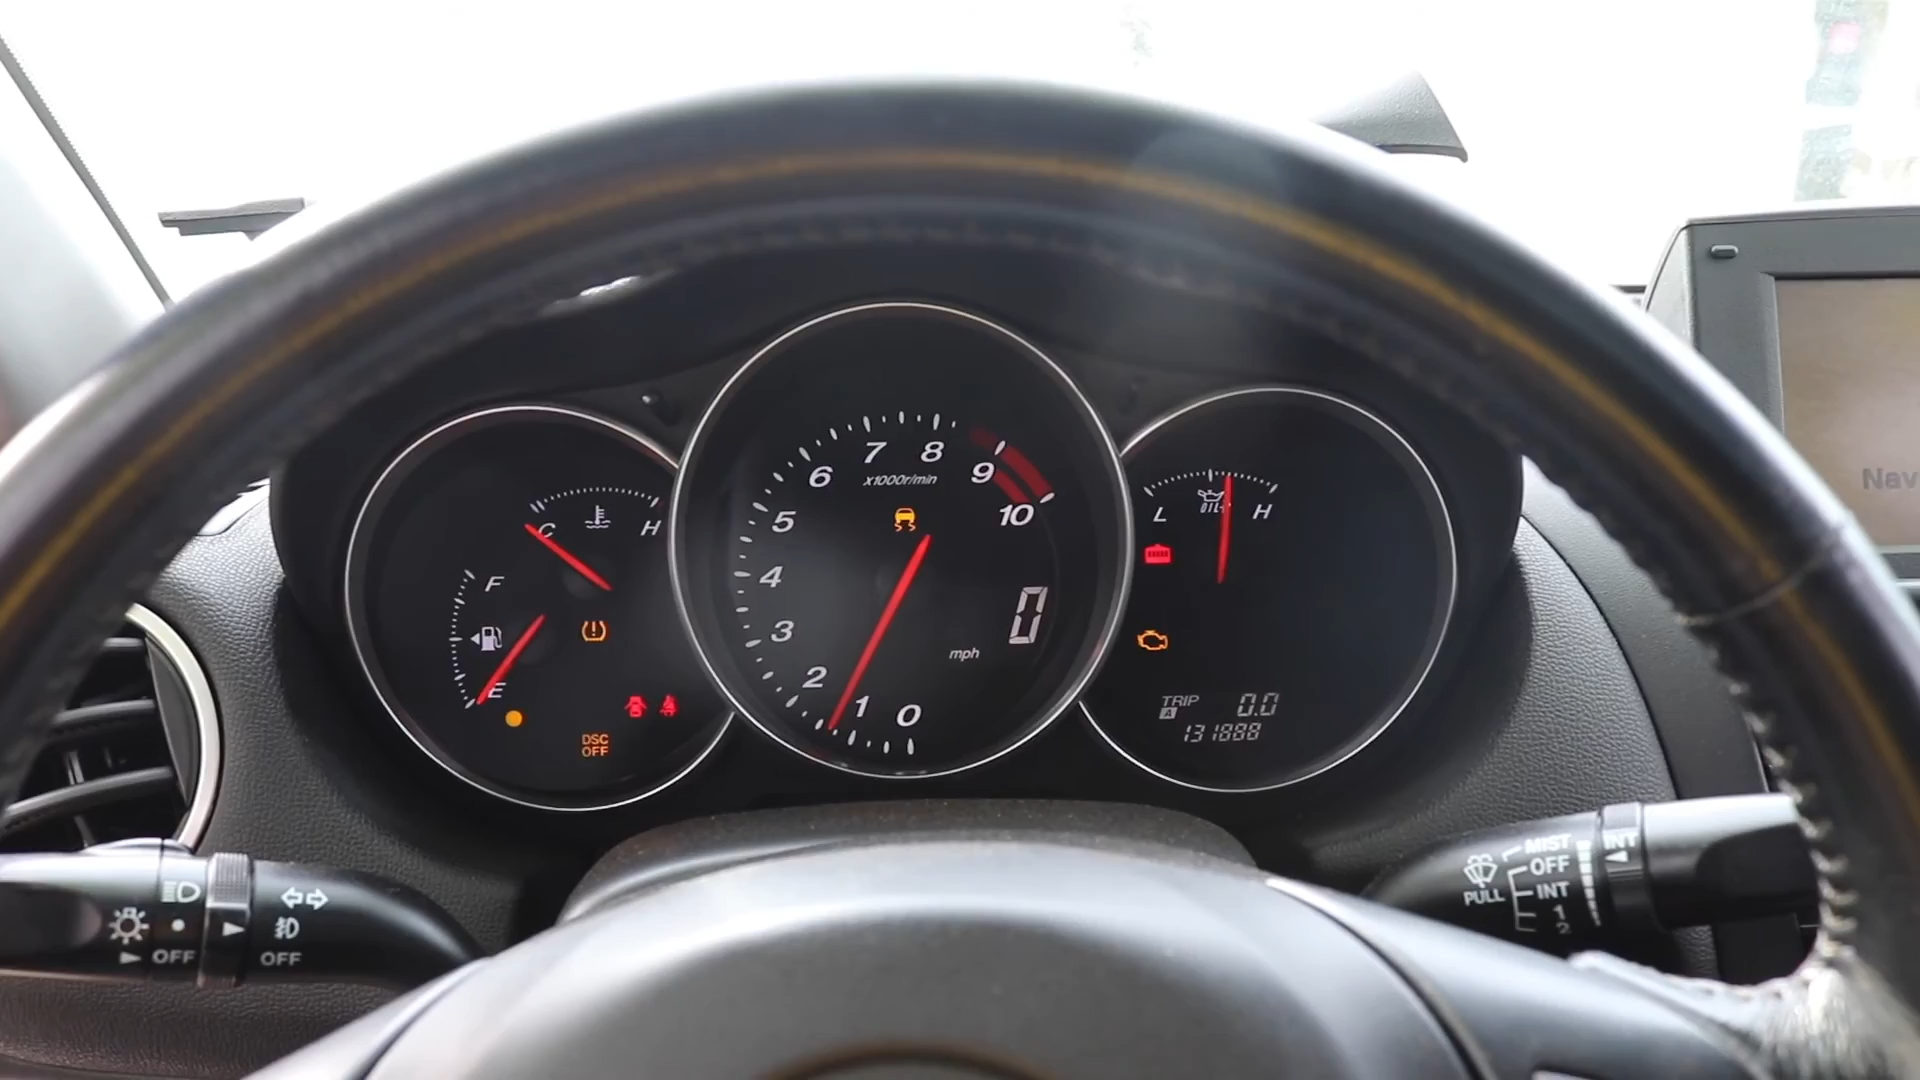 7 8
6 9
x1000r/min
5 10
4
3
2
1 0
mph
0
C H
F
E
DSC
OFF
L H
OIL
TRIP 0.0
A
131888
Nav
OFF
OFF
MIST
OFF
INT
1
2
PULL
INT